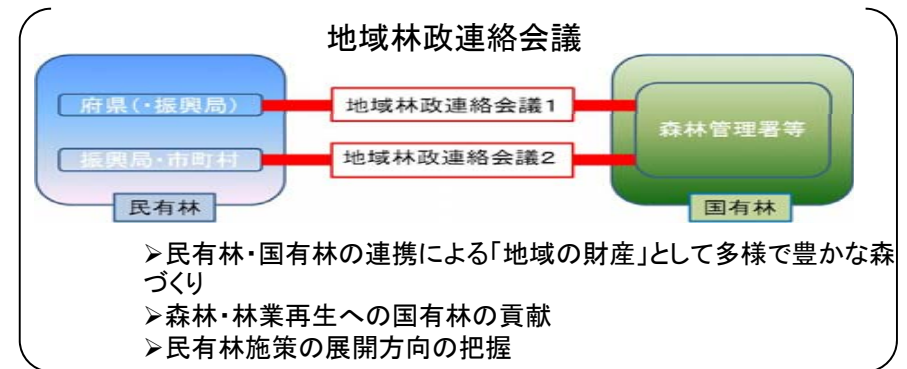 地域林政連絡会議
府県(・振興局)
地域林政連絡会議1
森林管理署等
振興局・市町村
地域林政連絡会議2
民有林
国有林
➢民有林・国有林の連携による「地域の財産」として多様で豊かな森
づくり
➢森林・林業再生への国有林の貢献
➢民有林施策の展開方向の把握